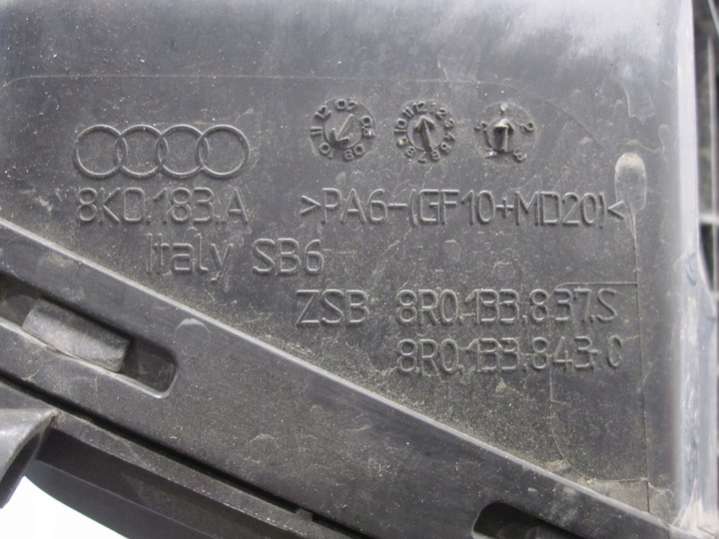 8K0.183.A >PA6-(GF10+MD20)<
Italy SB6
ZSB 8R0.133.837.S
8R0.133.843.C